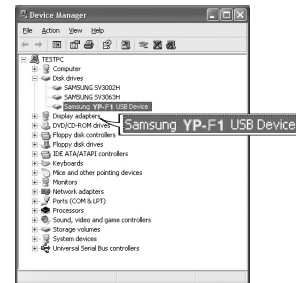 Device Manager
File Action View Help
TESTPC
Computer
Disk drives
SAMSUNG SV3002H
SAMSUNG SV3063H
Samsung YP-F1 USB Device
Display adapters
Samsung YP-F1 USB Device
DVD/CD-ROM drives
Floppy disk controllers
Floppy disk drives
IDE ATA/ATAPI controllers
Keyboards
Mice and other pointing devices
Monitors
Network adapters
Ports (COM & LPT)
Processors
Sound, video and game controllers
Storage volumes
System devices
Universal Serial Bus controllers